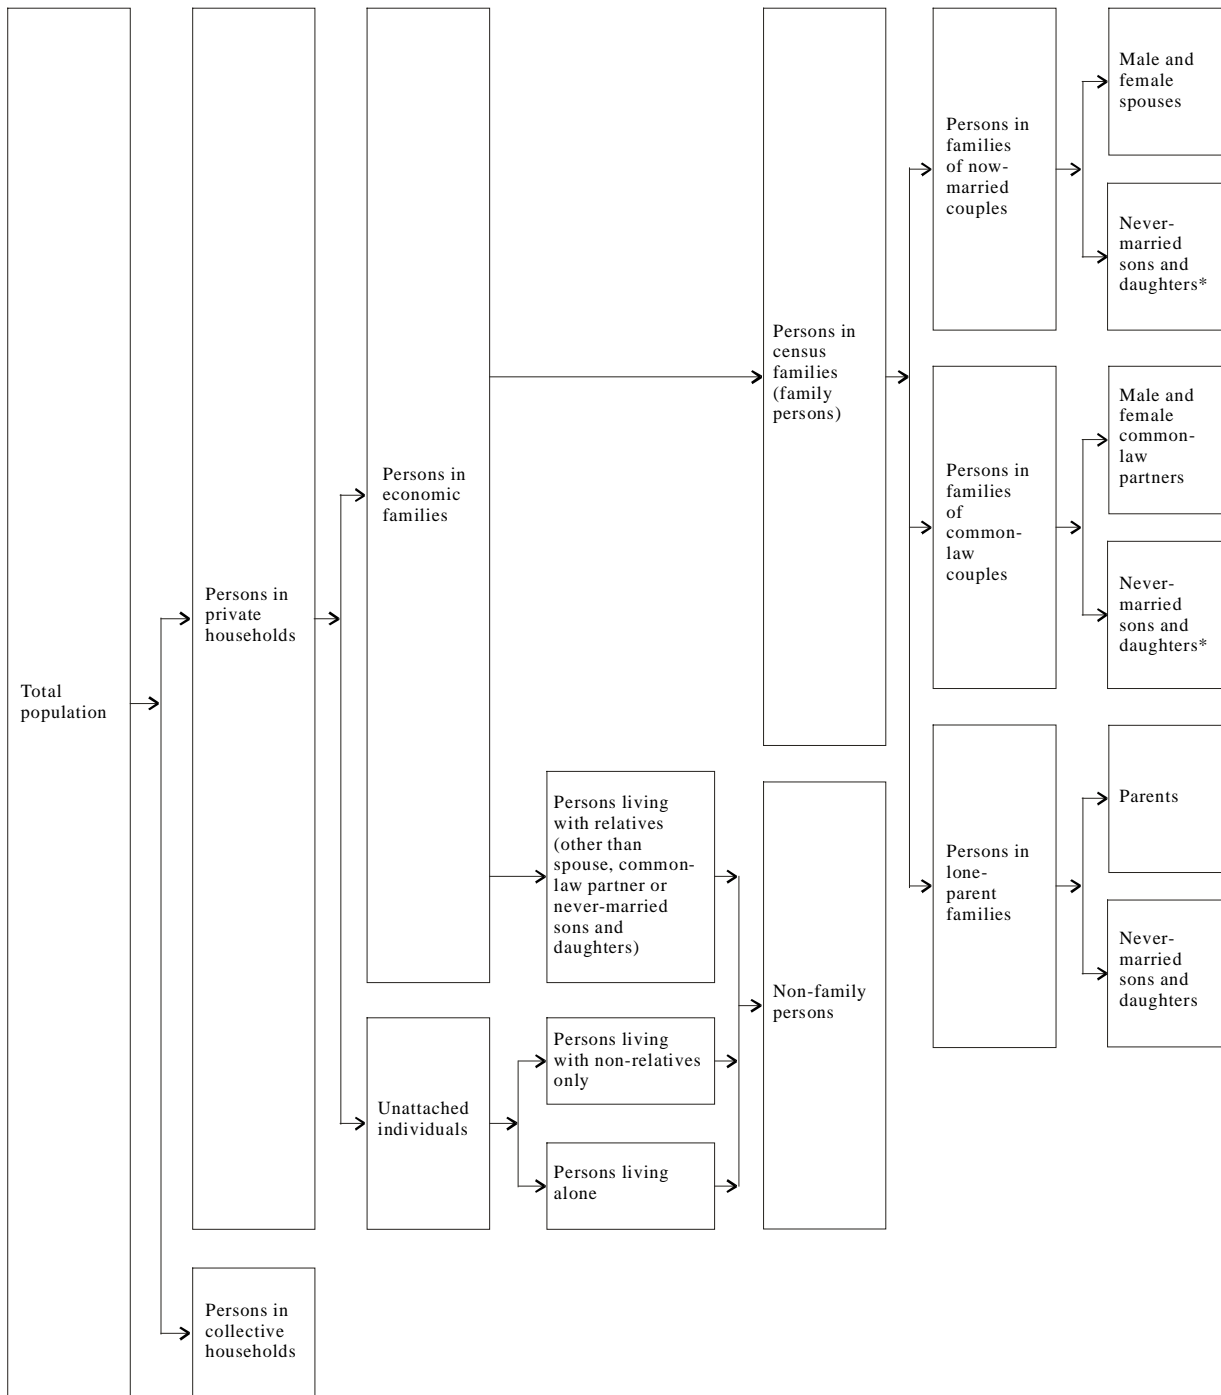 Total
population
Persons in
private
households
Persons in
collective
households
Persons in
economic
families
Unattached
individuals
Persons living
with relatives
(other than
spouse, common-
law partner or
never-married
sons and
daughters)
Persons living
with non-relatives
only
Persons living
alone
Persons in
census
families
(family
persons)
Non-family
persons
Persons in
families
of now-
married
couples
Persons in
families
of
common-
law
couples
Persons in
lone-
parent
families
Male and
female
spouses
Never-
married
sons and
daughters*
Male and
female
common-
law
partners
Never-
married
sons and
daughters*
Parents
Never-
married
sons and
daughters